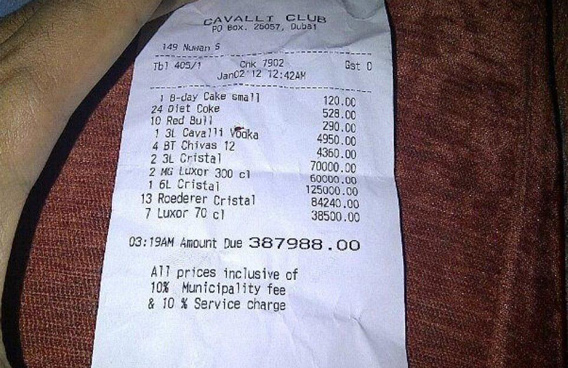 CAVALLI CLUB
PO Box. 26057, Dubai
149 Nuwan S
Tbl 405/1 Chk 7902 Gst 0
Jan02'12 12:42AM
1 B-day Cake small 120.00
24 Diet Coke 528.00
10 Red Bull 290.00
1 3L Cavalli Vodka 4950.00
4 BT Chivas 12 4360.00
2 3L Cristal 70000.00
2 MG Luxor 300 cl 60000.00
1 6L Cristal 125000.00
13 Roederer Cristal 84240.00
7 Luxor 70 cl 38500.00
03:19AM Amount Due 387988.00
All prices inclusive of
10% Municipality fee
& 10 % Service charge